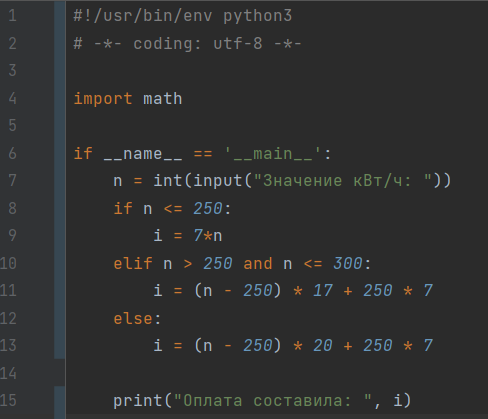 1 #!/usr/bin/env python3
2 # -*- coding: utf-8 -*-
3
4 import math
5
6 if __name__ == '__main__':
7     n = int(input("Значение кВт/ч: "))
8     if n <= 250:
9         i = 7*n
10     elif n > 250 and n <= 300:
11         i = (n - 250) * 17 + 250 * 7
12     else:
13         i = (n - 250) * 20 + 250 * 7
14
15     print("Оплата составила: ", i)